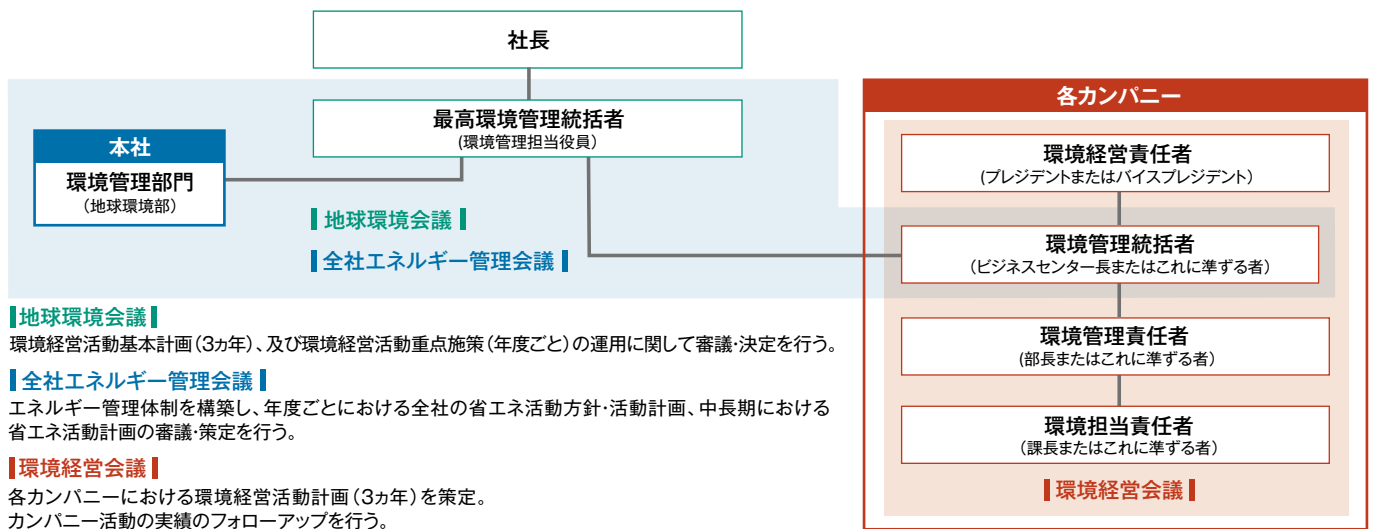 社長
最高環境管理統括者
(環境管理担当役員)
本社
環境管理部門
(地球環境部)
地球環境会議
全社エネルギー管理会議
各カンパニー
環境経営責任者
(プレジデントまたはバイスプレジデント)
環境管理統括者
(ビジネスセンター長またはこれに準ずる者)
環境管理責任者
(部長またはこれに準ずる者)
環境担当責任者
(課長またはこれに準ずる者)
環境経営会議
地球環境会議
環境経営活動基本計画(3ヵ年)、及び環境経営活動重点施策(年度ごと)の運用に関して審議・決定を行う。
全社エネルギー管理会議
エネルギー管理体制を構築し、年度ごとにおける全社の省エネ活動方針・活動計画、中長期における
省エネ活動計画の審議・策定を行う。
環境経営会議
各カンパニーにおける環境経営活動計画(3ヵ年)を策定。
カンパニー活動の実績のフォローアップを行う。